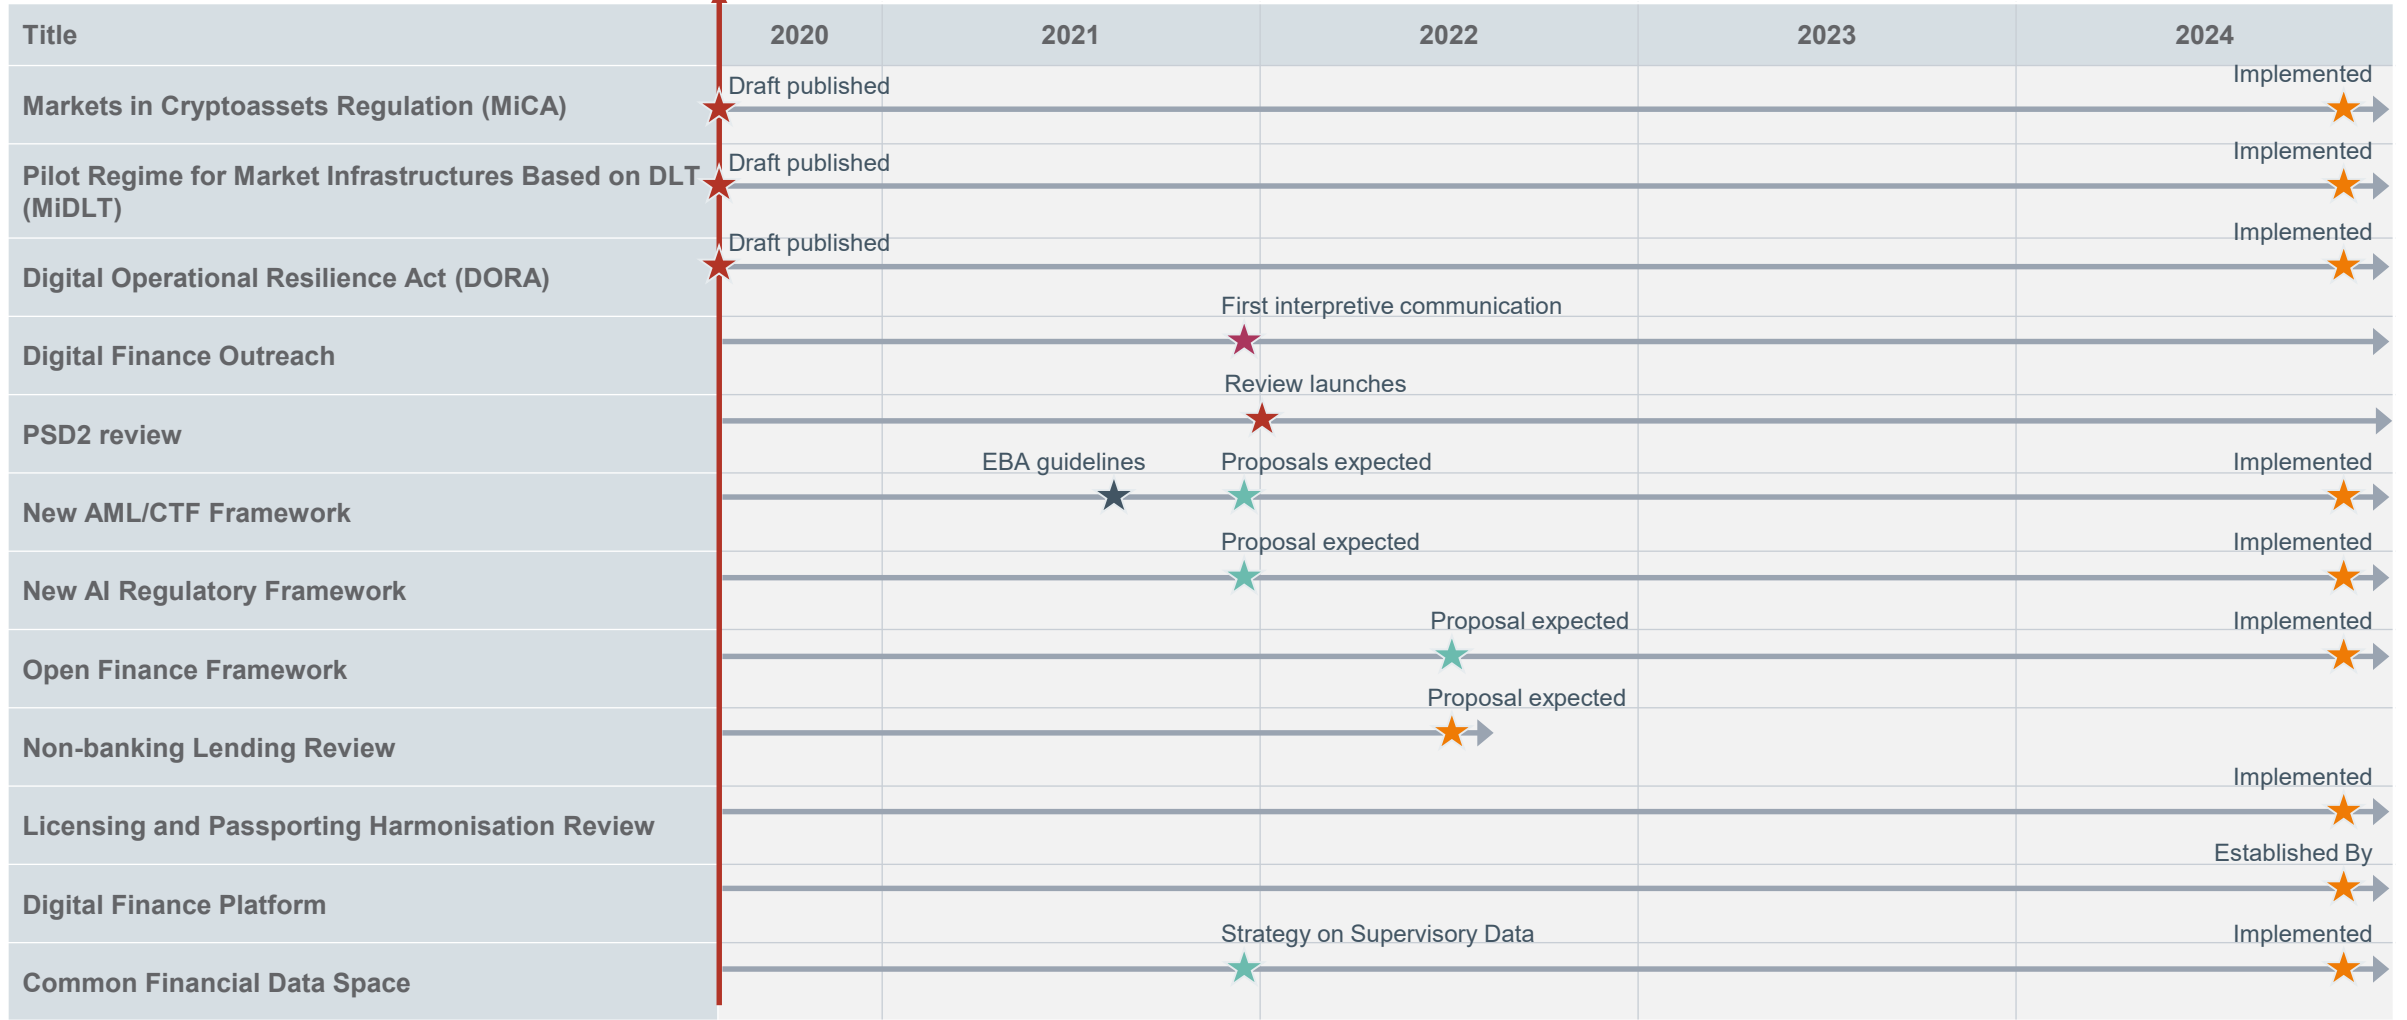 Title 2020 2021 2022 2023 2024
Markets in Cryptoassets Regulation (MiCA)
Draft published
Implemented
Pilot Regime for Market Infrastructures Based on DLT
(MiDLT)
Draft published
Implemented
Digital Operational Resilience Act (DORA)
Draft published
Implemented
Digital Finance Outreach
First interpretive communication
PSD2 review
Review launches
New AML/CTF Framework
EBA guidelines
Proposals expected
Implemented
New AI Regulatory Framework
Proposal expected
Implemented
Open Finance Framework
Proposal expected
Implemented
Non-banking Lending Review
Proposal expected
Licensing and Passporting Harmonisation Review
Implemented
Digital Finance Platform
Established By
Common Financial Data Space
Strategy on Supervisory Data
Implemented